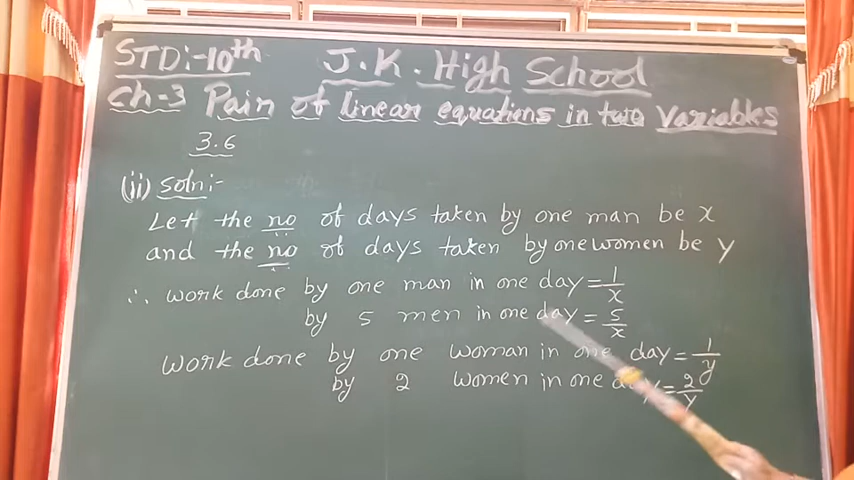 STD:-10th J.K. High School
Ch-3 Pair of linear equations in two Variables
3.6
(ii) Soln:-
Let the no of days taken by one man be x
and the no of days taken by one women be y
∴ work done by one man in one day = 1/x
by 5 men in one day = 5/x
Work done by one woman in one day = 1/y
by 2 women in one day = 2/y